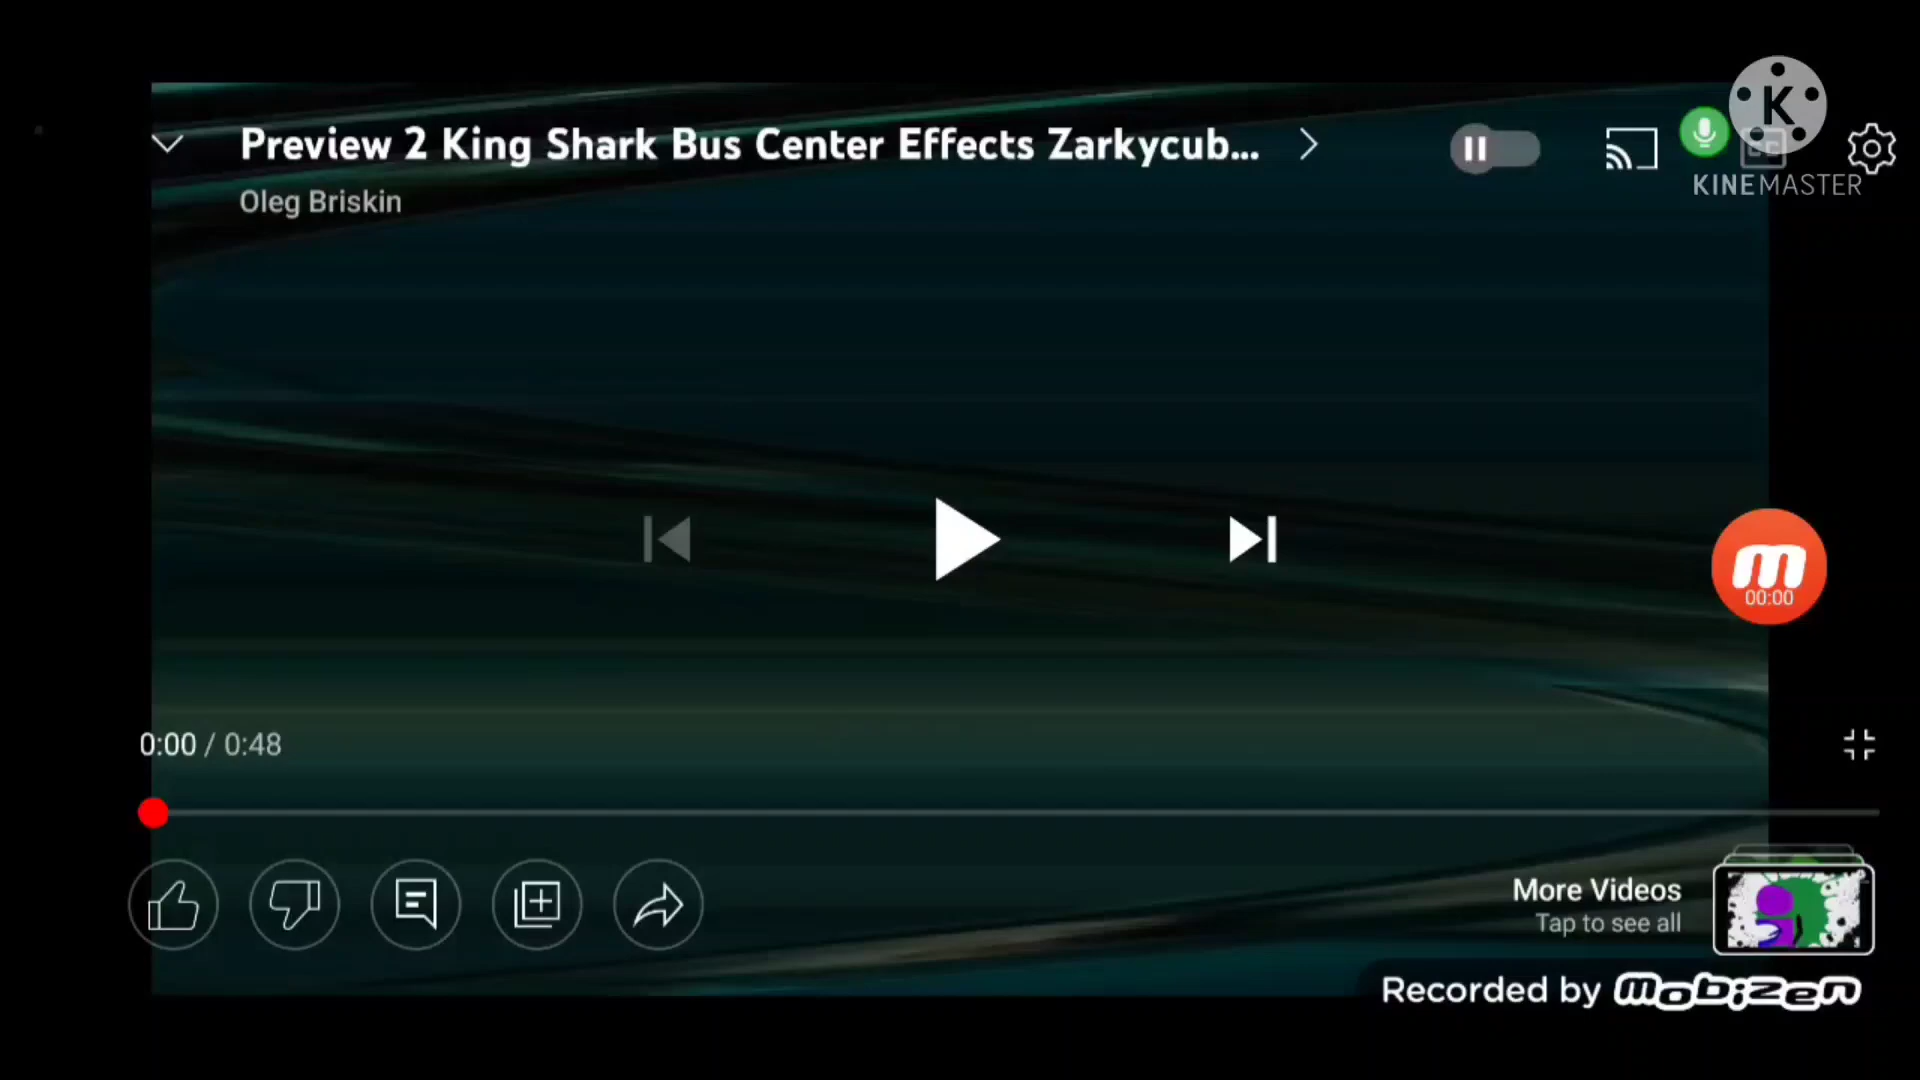 Preview 2 King Shark Bus Center Effects Zarkycub...
Oleg Briskin
K
CC
KINEMASTER
m
00:00
0:00 / 0:48
More Videos
Tap to see all
Recorded by mobizen